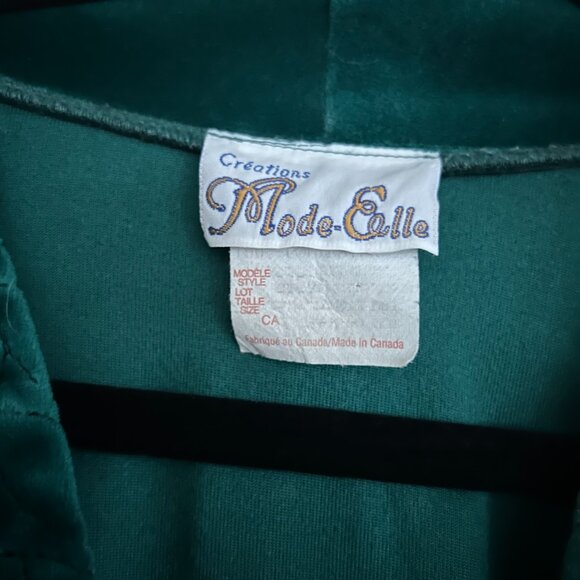 Créations
Mode-Elle
MODÈLE
STYLE
LOT
TAILLE
SIZE
CA
Fabriqué au Canada/Made in Canada